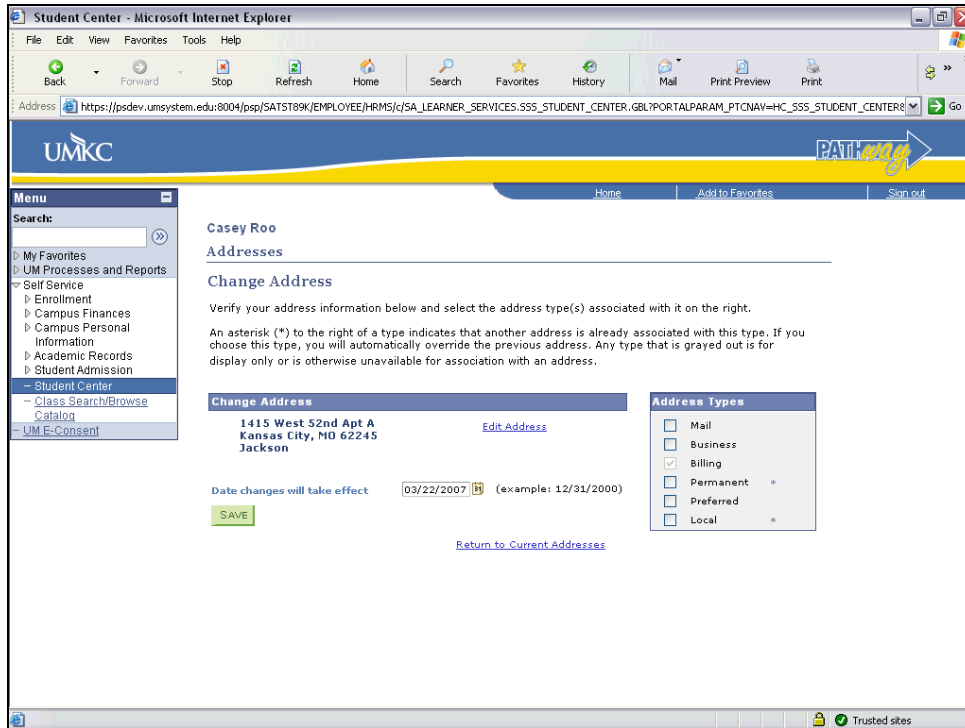 Student Center - Microsoft Internet Explorer
File Edit View Favorites Tools Help
Back Forward Stop Refresh Home Search Favorites History Mail Print Preview Print
Address https://psdev.umsystem.edu:8004/psp/SATST89K/EMPLOYEE/HRMS/c/SA_LEARNER_SERVICES.SSS_STUDENT_CENTER.GBL?PORTALPARAM_PTCNAV=HC_SSS_STUDENT_CENTER& Go
UMKC PATHway
Home Add to Favorites Sign out
Menu
Search:
My Favorites
UM Processes and Reports
Self Service
Enrollment
Campus Finances
Campus Personal
Information
Academic Records
Student Admission
– Student Center
– Class Search/Browse
Catalog
– UM E-Consent
Casey Roo
Addresses
Change Address
Verify your address information below and select the address type(s) associated with it on the right.
An asterisk (*) to the right of a type indicates that another address is already associated with this type. If you
choose this type, you will automatically override the previous address. Any type that is grayed out is for
display only or is otherwise unavailable for association with an address.
Change Address
1415 West 52nd Apt A Edit Address
Kansas City, MO 62245
Jackson
Date changes will take effect 03/22/2007 (example: 12/31/2000)
SAVE
Return to Current Addresses
Address Types
Mail
Business
Billing
Permanent *
Preferred
Local *
Trusted sites